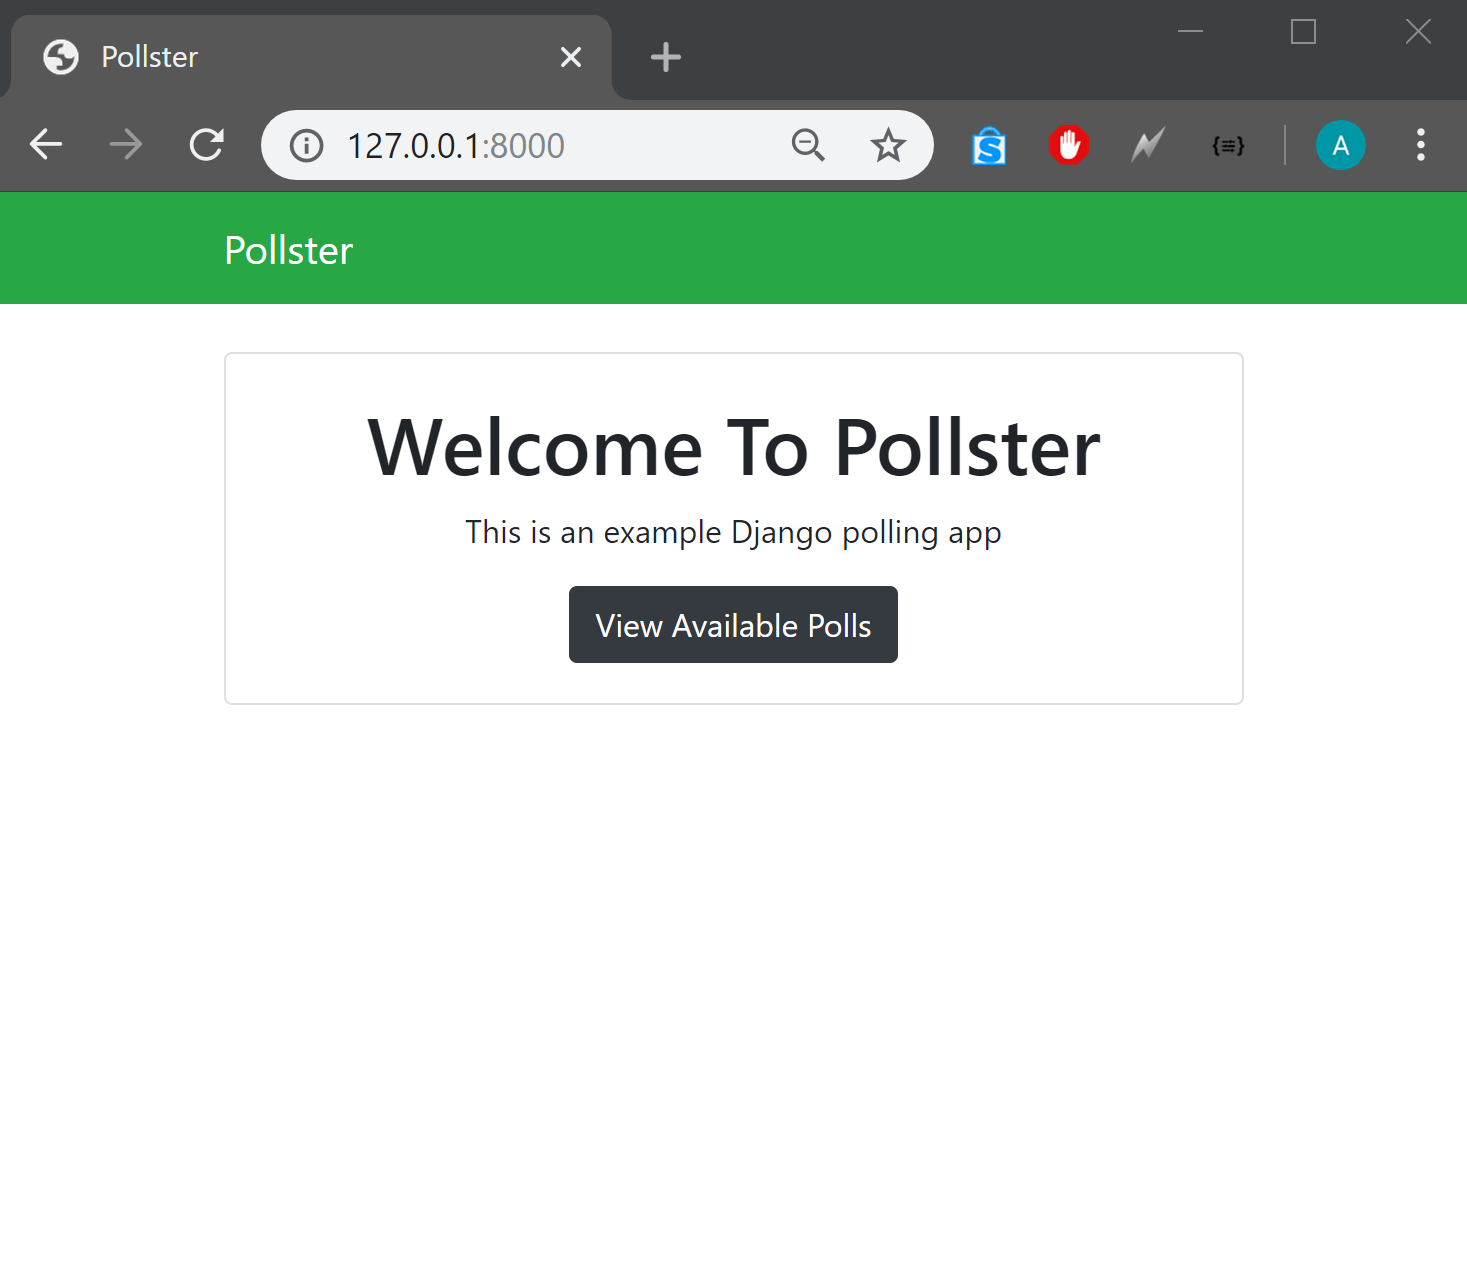 Pollster
127.0.0.1:8000
S
{≡}
A
Pollster
Welcome To Pollster
This is an example Django polling app
View Available Polls